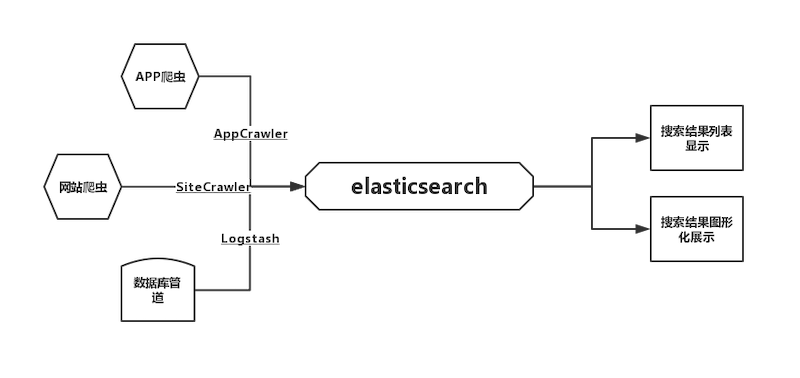 APP爬虫
AppCrawler
网站爬虫
SiteCrawler
Logstash
数据库管
道
elasticsearch
搜索结果列表
显示
搜索结果图形
化展示